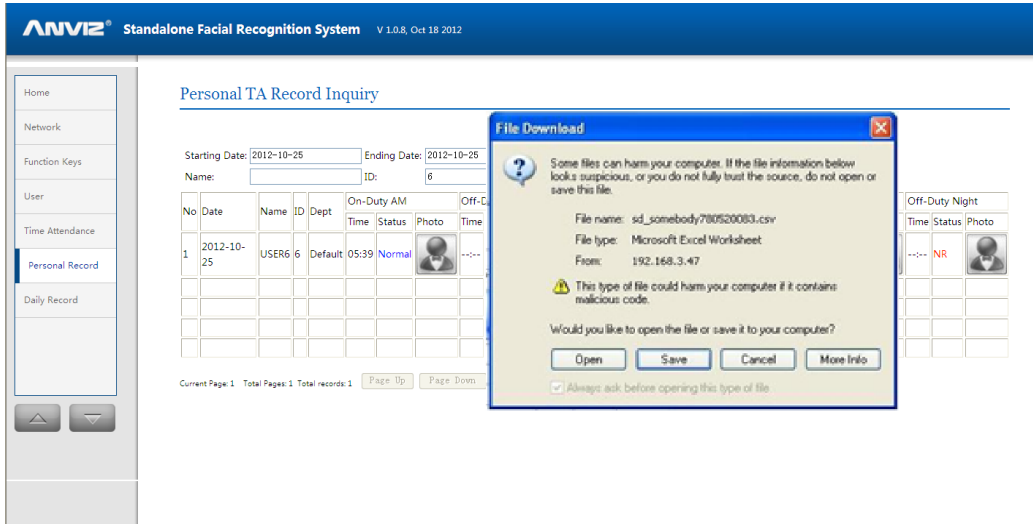 ANVIZ® Standalone Facial Recognition System V 1.0.8, Oct 18 2012
Home
Network
Function Keys
User
Time Attendance
Personal Record
Daily Record
Personal TA Record Inquiry
Starting Date: 2012-10-25 Ending Date: 2012-10-25
Name: ID: 6
No Date Name ID Dept On-Duty AM Off-D Off-Duty Night
Time Status Photo Time Time Status Photo
1 2012-10-25 USER6 6 Default 05:39 Normal --:-- --:-- NR
Current Page: 1 Total Pages: 1 Total records: 1 Page Up Page Down
File Download
Some files can harm your computer. If the file information below
looks suspicious, or you do not fully trust the source, do not open or
save this file.
File name: sd_somebody780520083.csv
File type: Microsoft Excel Worksheet
From: 192.168.3.47
This type of file could harm your computer if it contains
malicious code.
Would you like to open the file or save it to your computer?
Open Save Cancel More Info
Always ask before opening this type of file